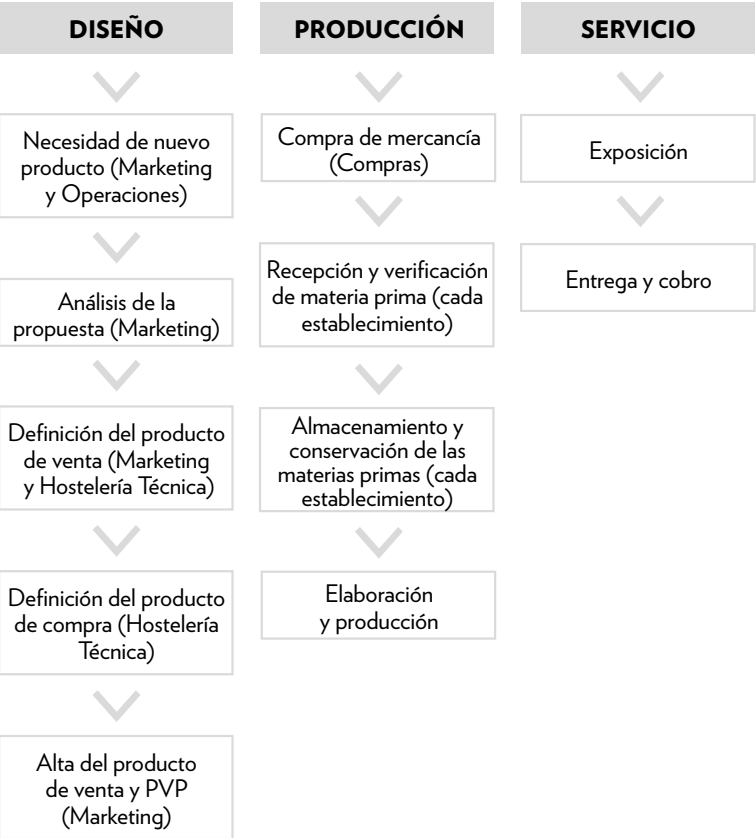 DISEÑO
Necesidad de nuevo
producto (Marketing
y Operaciones)
Análisis de la
propuesta (Marketing)
Definición del producto
de venta (Marketing
y Hostelería Técnica)
Definición del producto
de compra (Hostelería
Técnica)
Alta del producto
de venta y PVP
(Marketing)
PRODUCCIÓN
Compra de mercancía
(Compras)
Recepción y verificación
de materia prima (cada
establecimiento)
Almacenamiento y
conservación de las
materias primas (cada
establecimiento)
Elaboración
y producción
SERVICIO
Exposición
Entrega y cobro